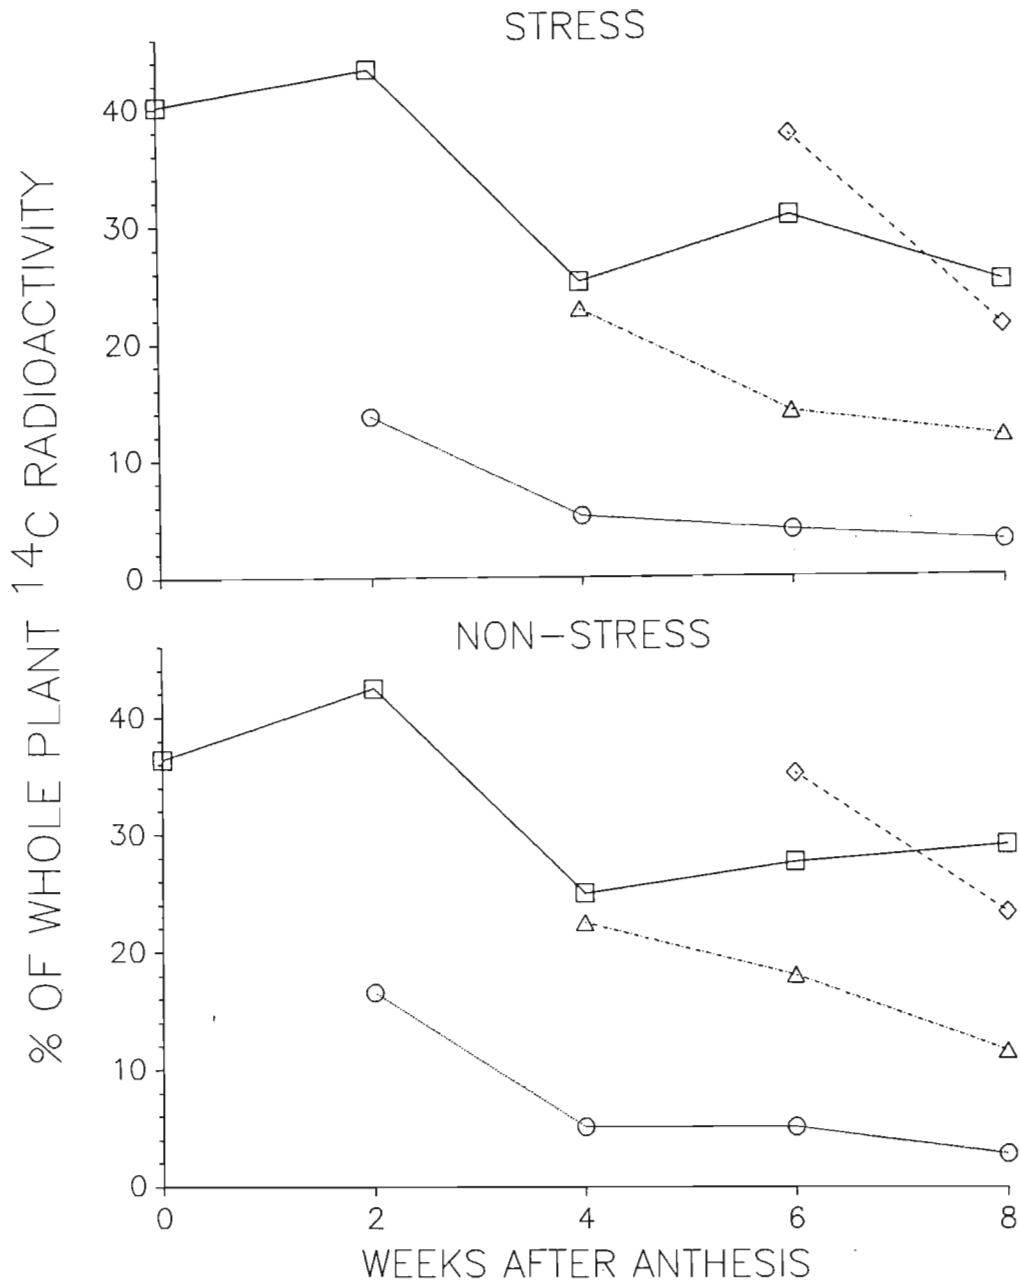 STRESS
% OF WHOLE PLANT ¹⁴C RADIOACTIVITY
40
30
20
10
0
NON-STRESS
40
30
20
10
0
0 2 4 6 8
WEEKS AFTER ANTHESIS